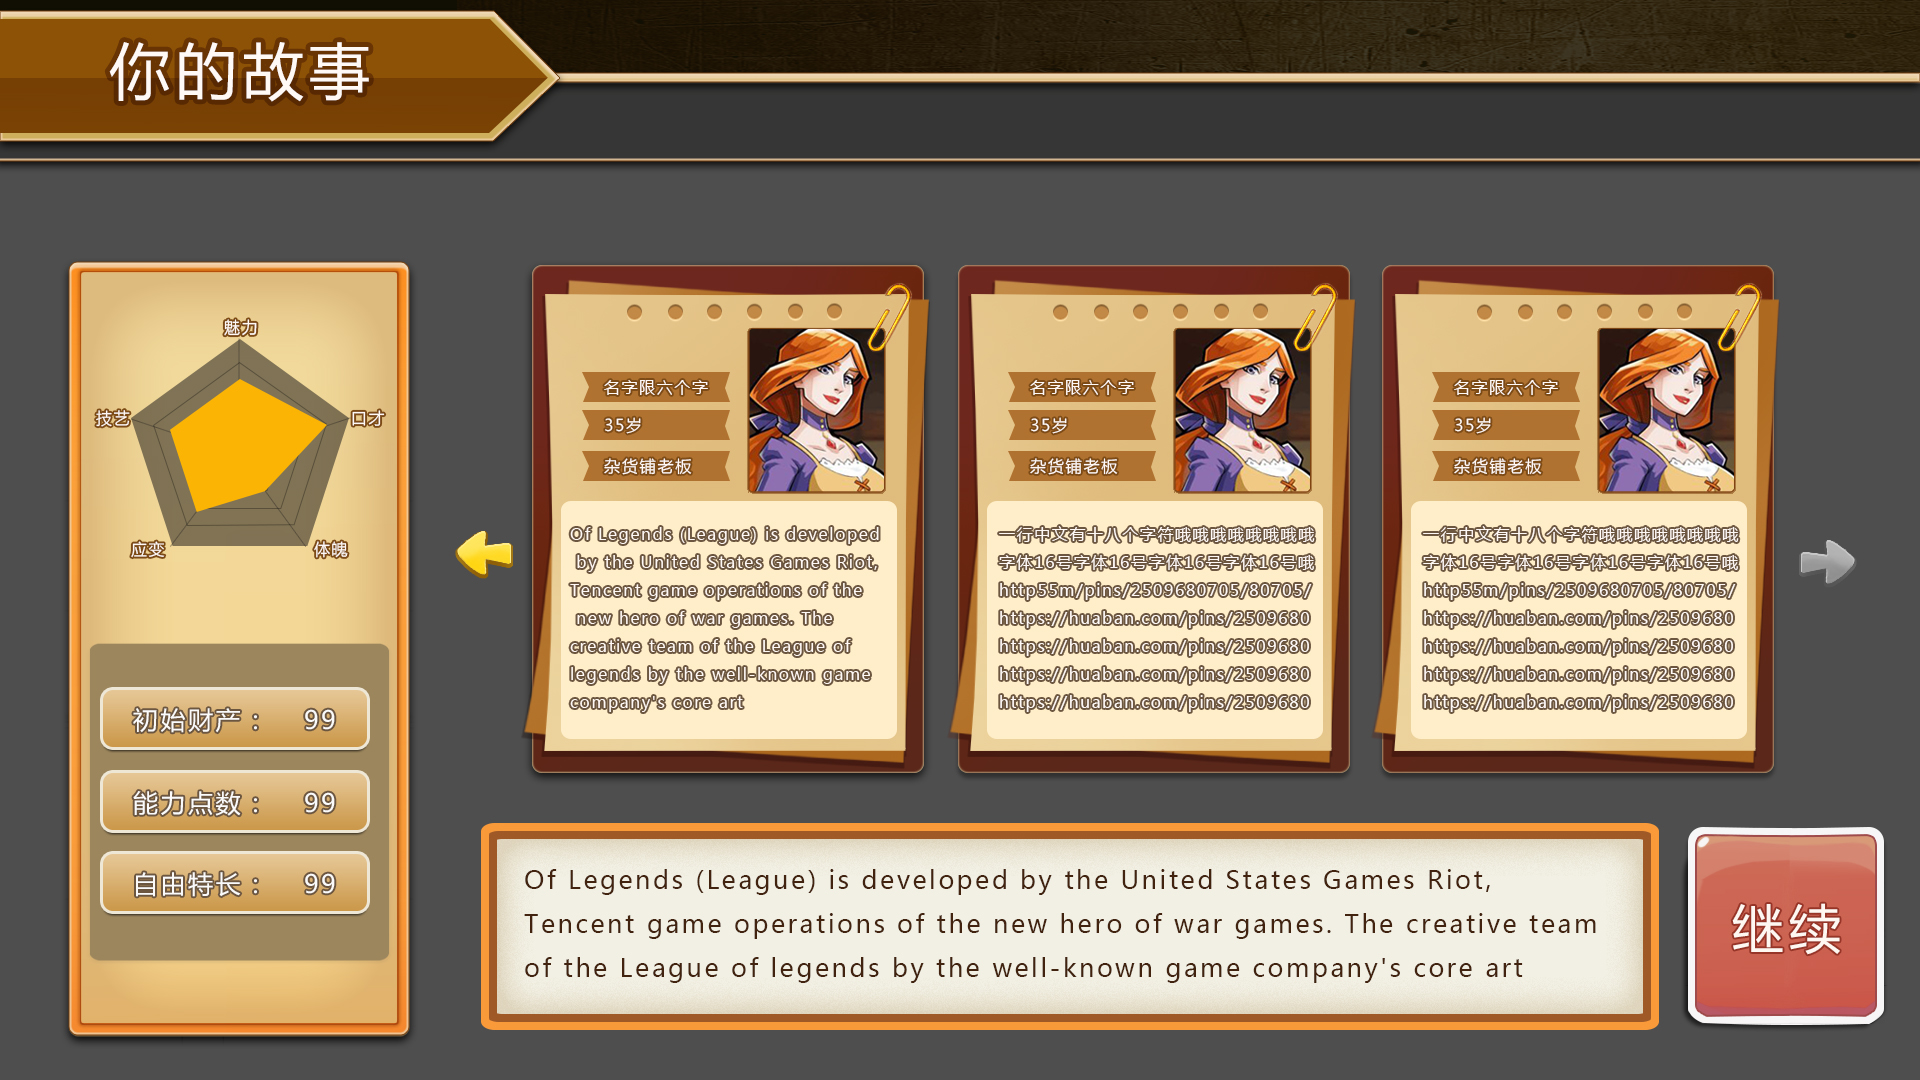 你的故事
魅力
技艺
口才
应变
体魄
初始财产： 99
能力点数： 99
自由特长： 99
名字限六个字
35岁
杂货铺老板
Of Legends (League) is developed
by the United States Games Riot,
Tencent game operations of the
new hero of war games. The
creative team of the League of
legends by the well-known game
company's core art
名字限六个字
35岁
杂货铺老板
一行中文有十八个字符哦哦哦哦哦哦哦哦
字体16号字体16号字体16号字体16号哦
http55m/pins/2509680705/80705/
https://huaban.com/pins/2509680
https://huaban.com/pins/2509680
https://huaban.com/pins/2509680
https://huaban.com/pins/2509680
名字限六个字
35岁
杂货铺老板
一行中文有十八个字符哦哦哦哦哦哦哦哦
字体16号字体16号字体16号字体16号哦
http55m/pins/2509680705/80705/
https://huaban.com/pins/2509680
https://huaban.com/pins/2509680
https://huaban.com/pins/2509680
https://huaban.com/pins/2509680
Of Legends (League) is developed by the United States Games Riot,
Tencent game operations of the new hero of war games. The creative team
of the League of legends by the well-known game company's core art
继续